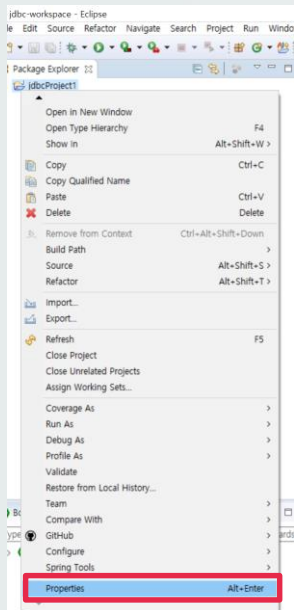 jdbc-workspace - Eclipse
Edit Source Refactor Navigate Search Project Run
Package Explorer
jdbcProject1
Open in New Window
Open Type Hierarchy F4
Show In Alt+Shift+W >
Copy Ctrl+C
Copy Qualified Name
Paste Ctrl+V
Delete Delete
Remove from Context Ctrl+Alt+Shift+Down
Build Path >
Source Alt+Shift+S >
Refactor Alt+Shift+T >
Import...
Export...
Refresh F5
Close Project
Close Unrelated Projects
Assign Working Sets...
Coverage As >
Run As >
Debug As >
Profile As >
Validate
Restore from Local History...
Team >
Compare With >
GitHub >
Configure >
Spring Tools >
Properties Alt+Enter